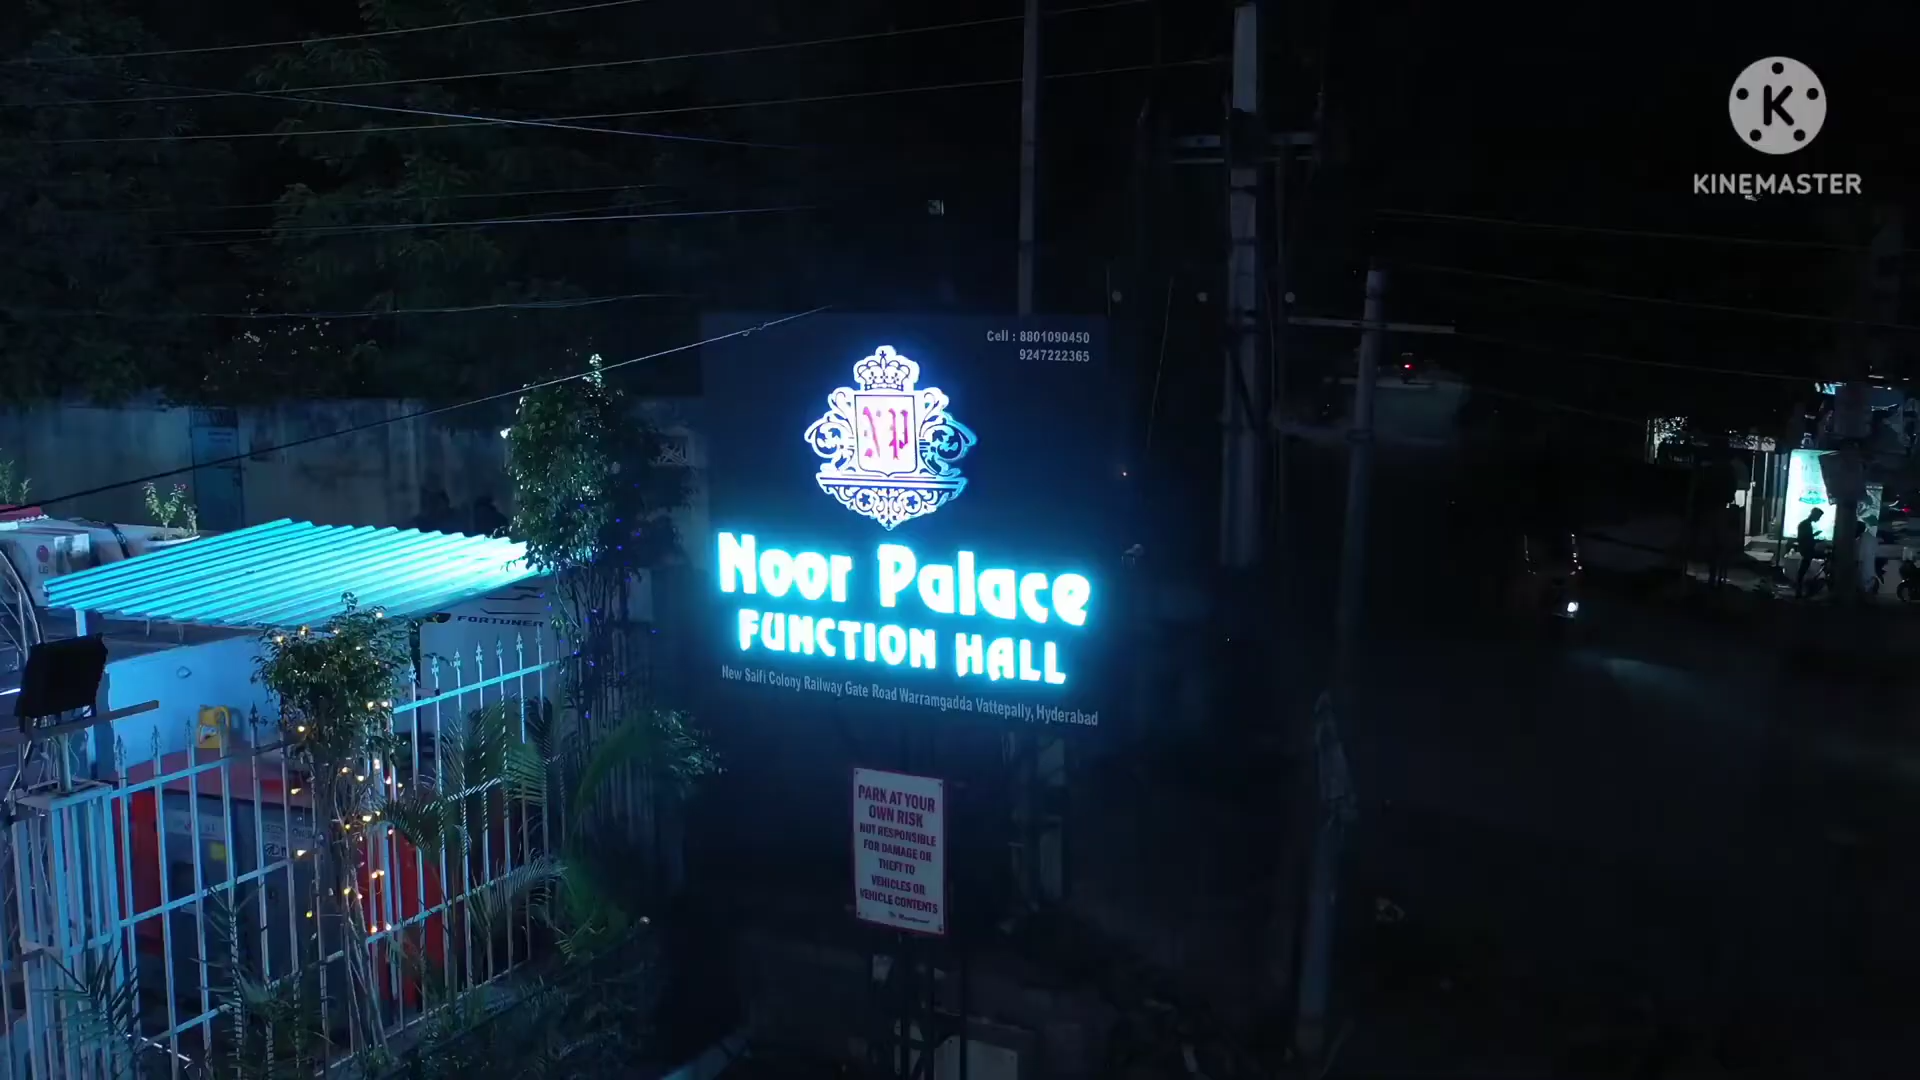 KINEMASTER
Cell : 8801090450
9247222365
NP
Noor Palace
FUNCTION HALL
New Saifi Colony Railway Gate Road Warramgadda Vattepally, Hyderabad
FORTUNER
LG
PARK AT YOUR
OWN RISK
NOT RESPONSIBLE
FOR DAMAGE OR
THEFT TO
VEHICLES OR
VEHICLE CONTENTS